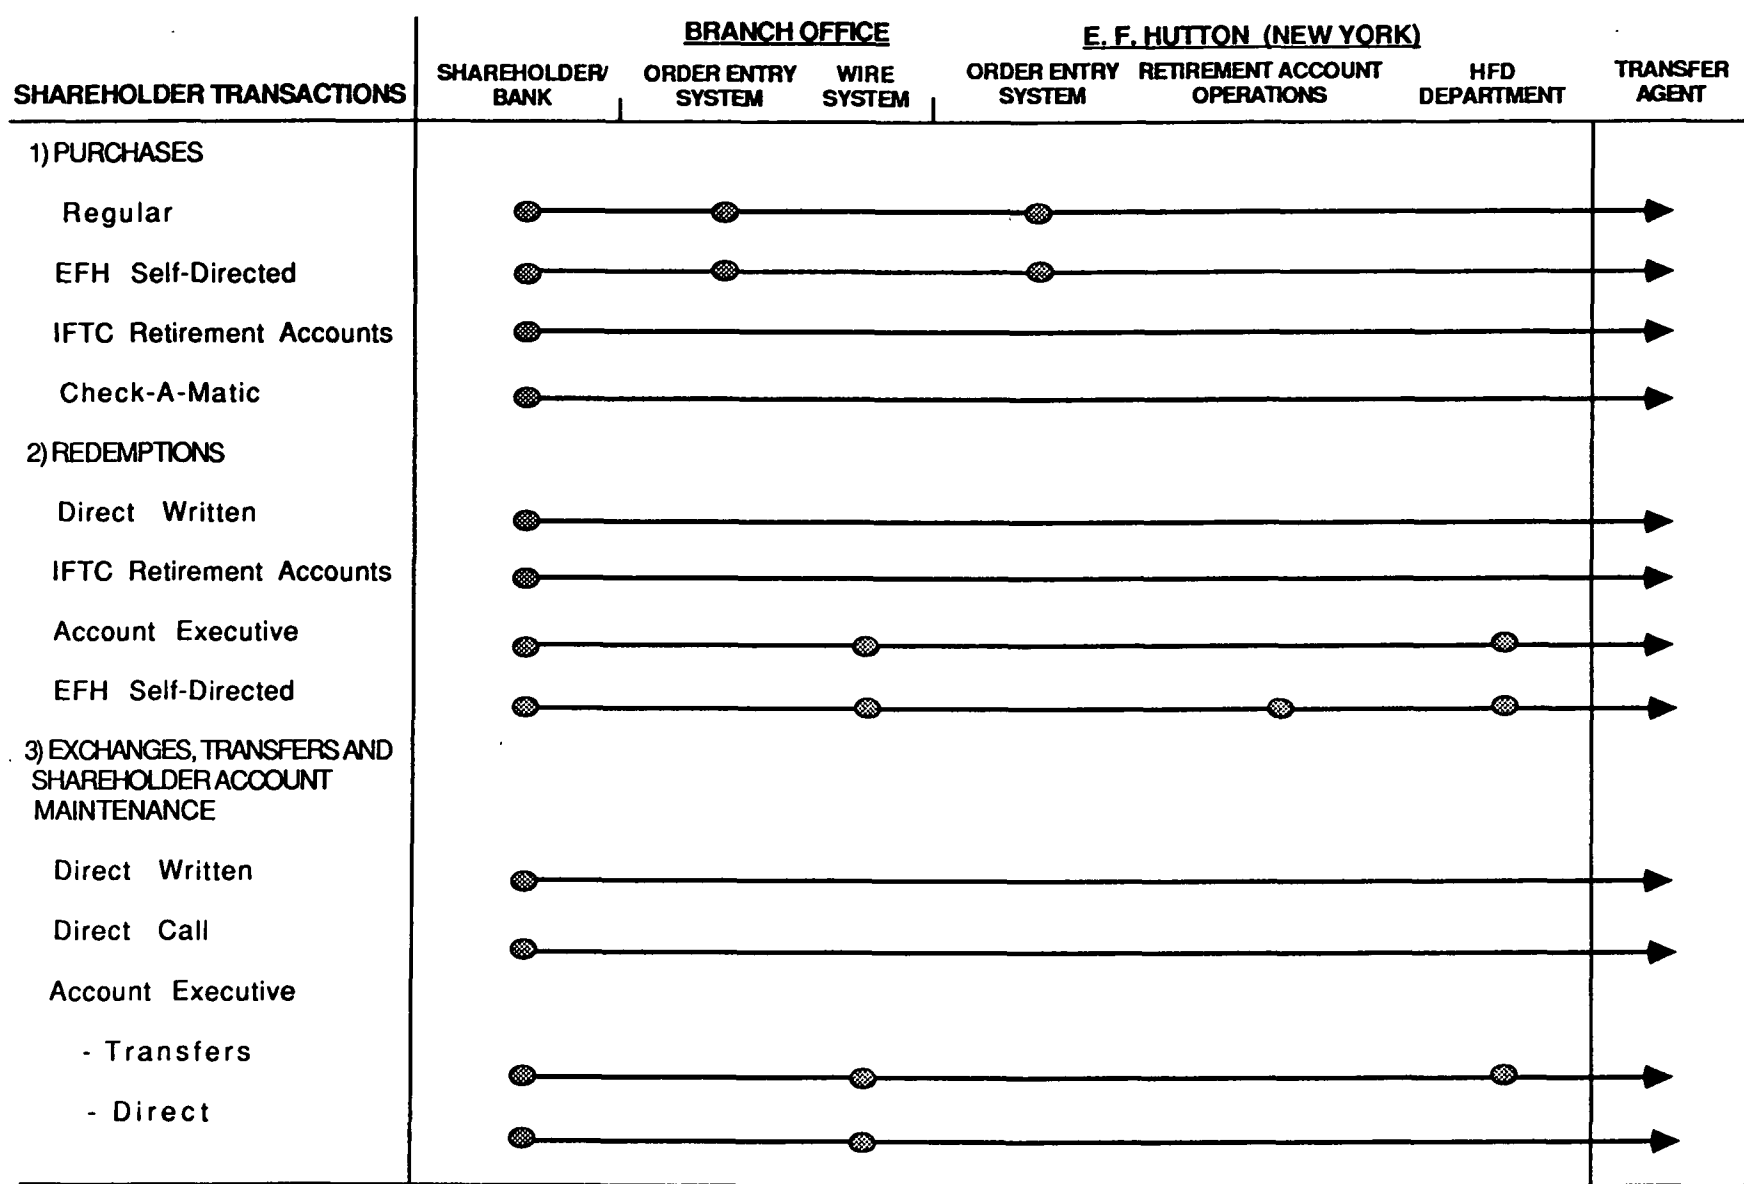 BRANCH OFFICE E. F. HUTTON (NEW YORK)
SHAREHOLDER TRANSACTIONS
SHAREHOLDER/
BANK
ORDER ENTRY
SYSTEM
WIRE
SYSTEM
ORDER ENTRY
SYSTEM
RETIREMENT ACCOUNT
OPERATIONS
HFD
DEPARTMENT
TRANSFER
AGENT
1) PURCHASES
Regular
EFH Self-Directed
IFTC Retirement Accounts
Check-A-Matic
2) REDEMPTIONS
Direct Written
IFTC Retirement Accounts
Account Executive
EFH Self-Directed
3) EXCHANGES, TRANSFERS AND
SHAREHOLDER ACCOUNT
MAINTENANCE
Direct Written
Direct Call
Account Executive
- Transfers
- Direct